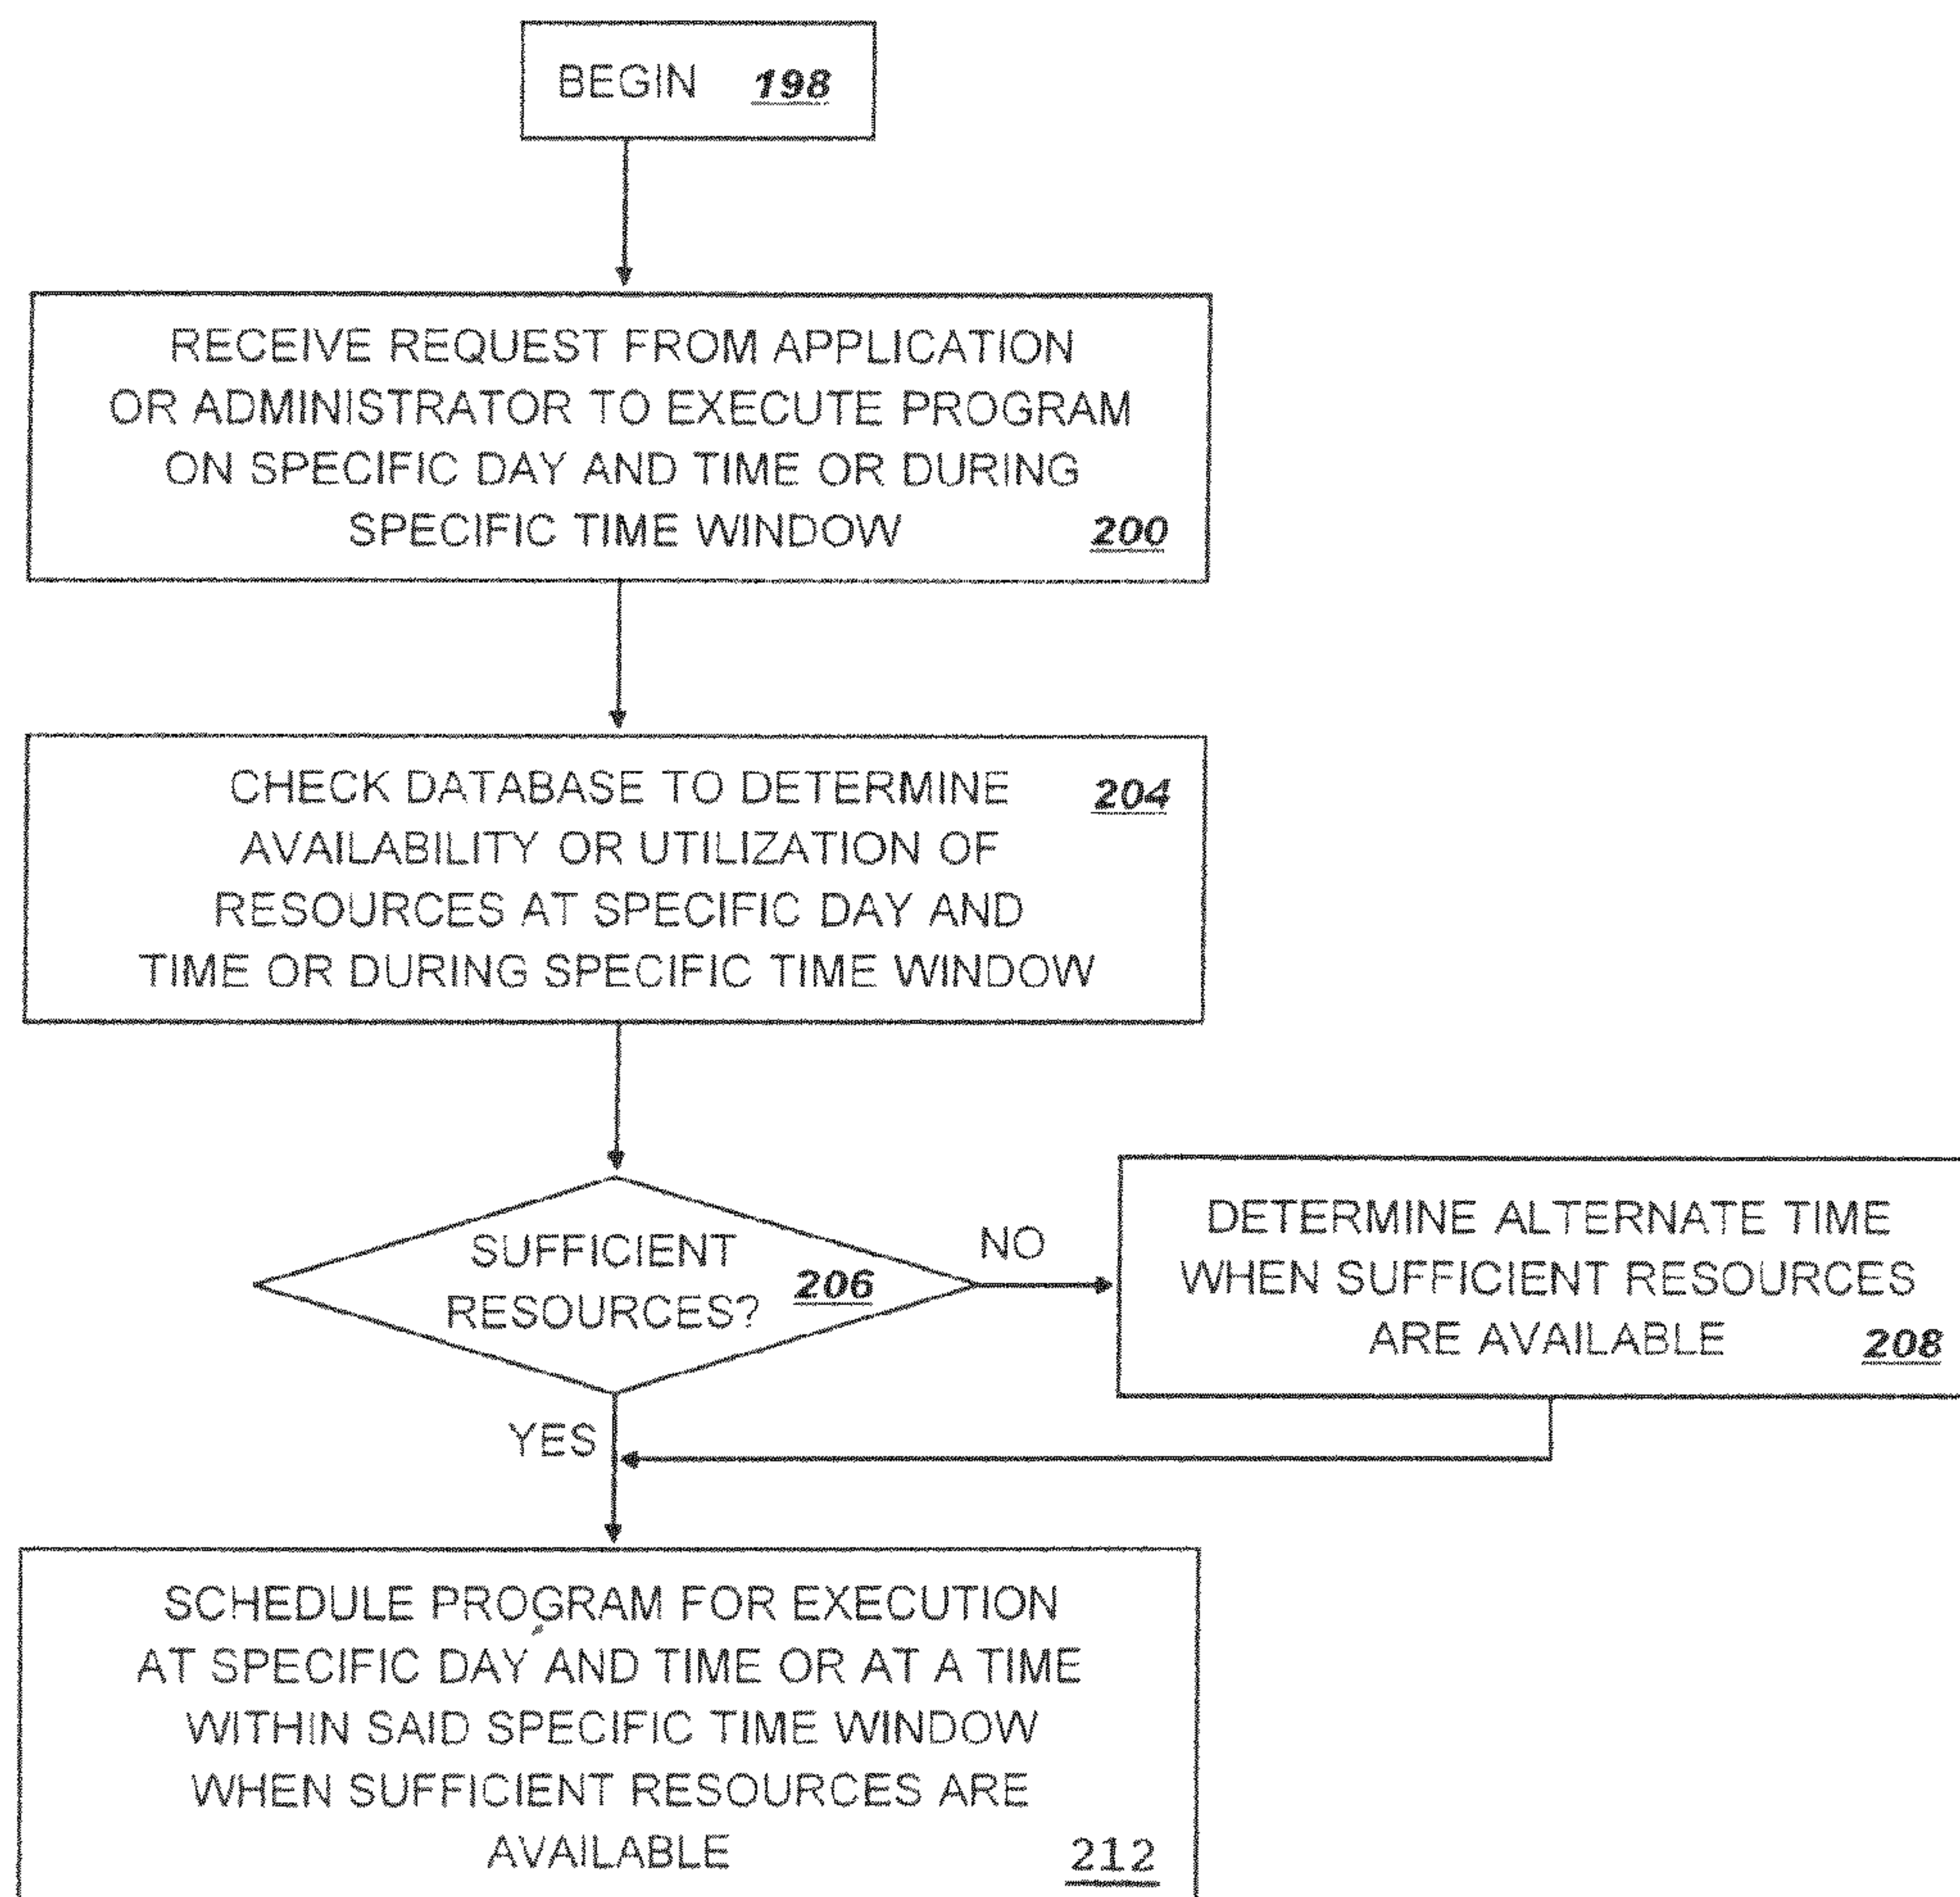 BEGIN 198
RECEIVE REQUEST FROM APPLICATION
OR ADMINISTRATOR TO EXECUTE PROGRAM
ON SPECIFIC DAY AND TIME OR DURING
SPECIFIC TIME WINDOW 200
CHECK DATABASE TO DETERMINE 204
AVAILABILITY OR UTILIZATION OF
RESOURCES AT SPECIFIC DAY AND
TIME OR DURING SPECIFIC TIME WINDOW
SUFFICIENT
RESOURCES? 206
NO
DETERMINE ALTERNATE TIME
WHEN SUFFICIENT RESOURCES
ARE AVAILABLE 208
YES
SCHEDULE PROGRAM FOR EXECUTION
AT SPECIFIC DAY AND TIME OR AT A TIME
WITHIN SAID SPECIFIC TIME WINDOW
WHEN SUFFICIENT RESOURCES ARE
AVAILABLE 212